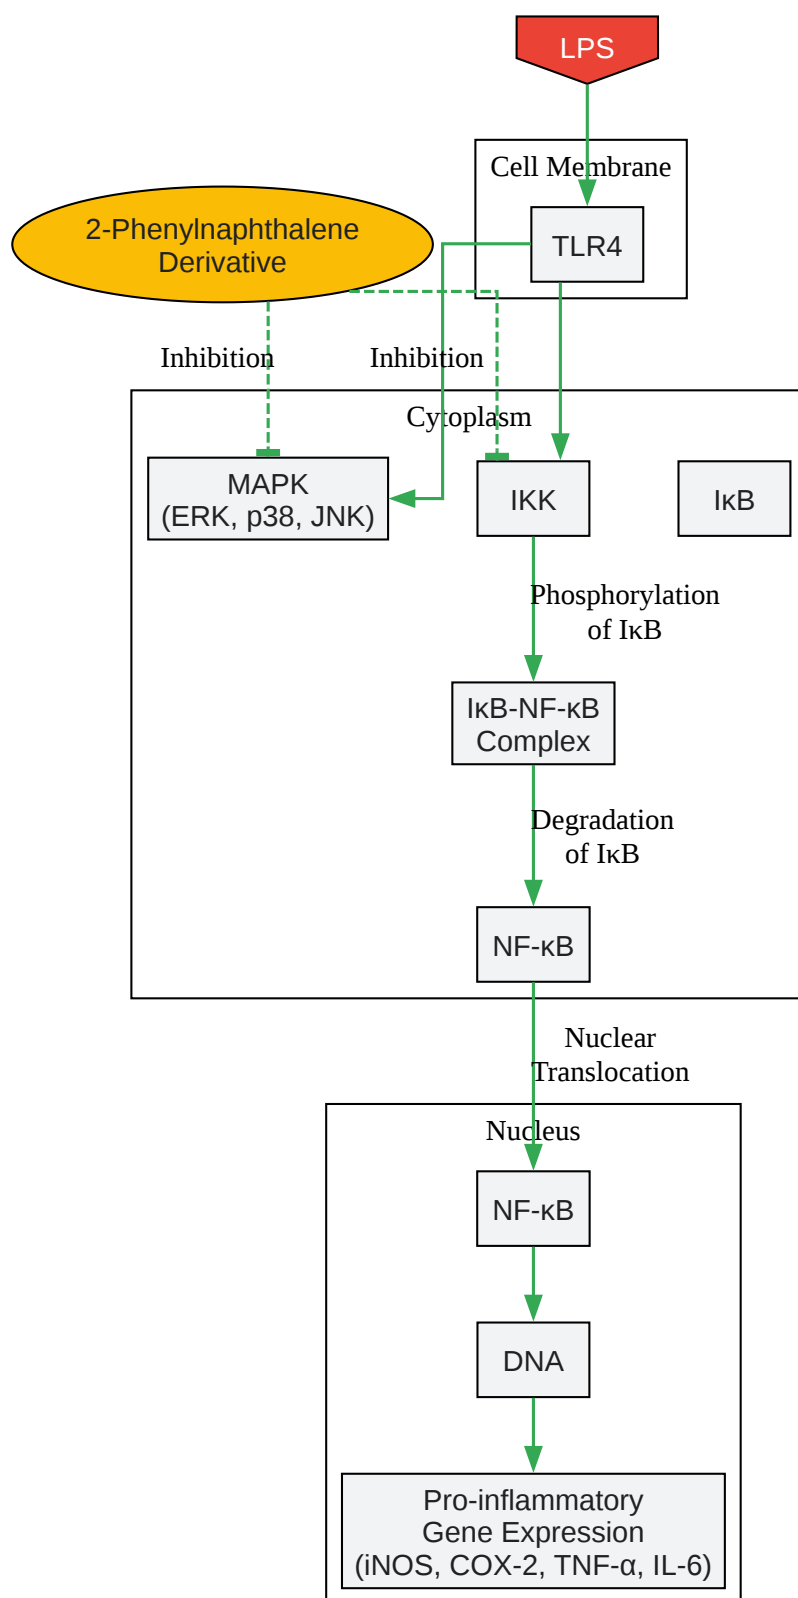 LPS
Cell Membrane
2-Phenylnaphthalene
Derivative
TLR4
Inhibition
Inhibition
Cytoplasm
MAPK
(ERK, p38, JNK)
IKK
IκB
Phosphorylation
of IκB
IκB-NF-κB
Complex
Degradation
of IκB
NF-κB
Nuclear
Translocation
Nucleus
NF-κB
DNA
Pro-inflammatory
Gene Expression
(iNOS, COX-2, TNF-α, IL-6)